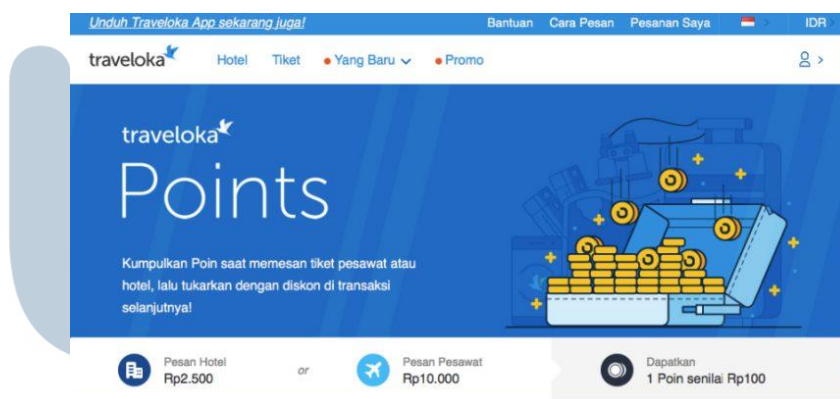 Unduh Traveloka App sekarang juga!
Bantuan Cara Pesan Pesanan Saya IDR
traveloka Hotel Tiket Yang Baru Promo
traveloka
Points
Kumpulkan Poin saat memesan tiket pesawat atau
hotel, lalu tukarkan dengan diskon di transaksi
selanjutnya!
Pesan Hotel
Rp2.500
or
Pesan Pesawat
Rp10.000
Dapatkan
1 Poin senilai Rp100